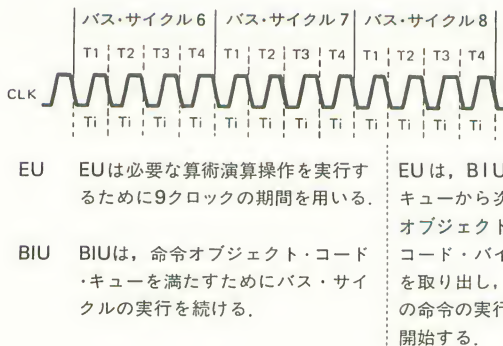 バス・サイクル6 バス・サイクル7 バス・サイクル8
T1 T2 T3 T4 T1 T2 T3 T4 T1 T2 T3 T4
CLK
Ti Ti Ti Ti Ti Ti Ti Ti Ti Ti Ti Ti
EU EUは必要な算術演算操作を実行す
るために9クロックの期間を用いる.
BIU BIUは，命令オブジェクト・コード
・キューを満たすためにバス・サイ
クルの実行を続ける.
EUは，BIU
キューから次
オブジェクト
コード・バイ
を取り出し，
の命令の実行
開始する.